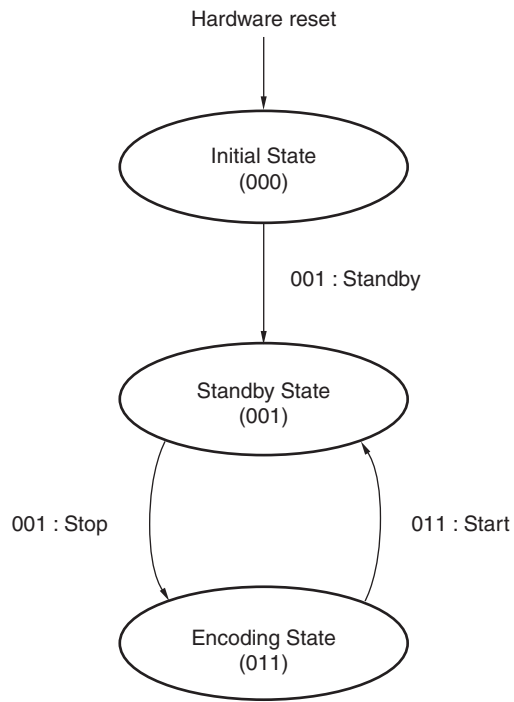 Hardware reset
Initial State
(000)
001 : Standby
Standby State
(001)
001 : Stop
011 : Start
Encoding State
(011)